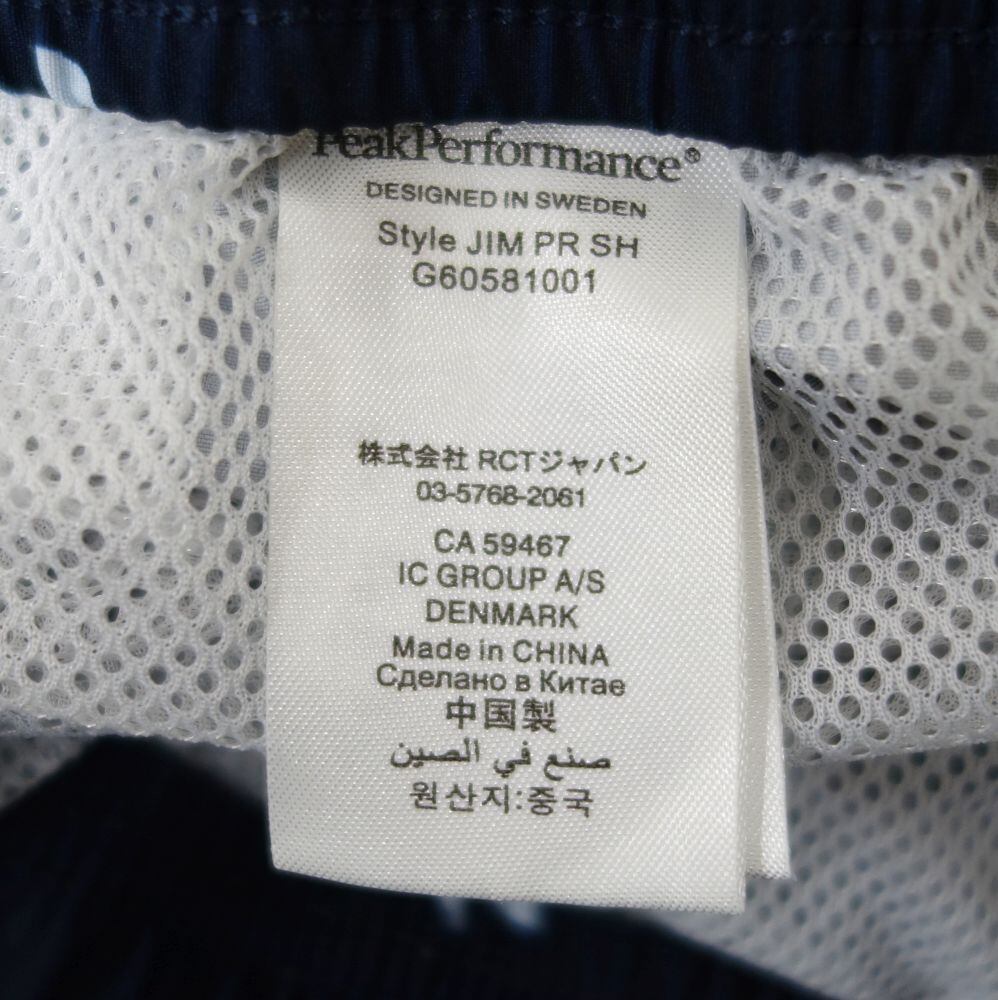 PeakPerformance®
DESIGNED IN SWEDEN
Style JIM PR SH
G60581001
株式会社 RCTジャパン
03-5768-2061
CA 59467
IC GROUP A/S
DENMARK
Made in CHINA
Сделано в Китае
中国製
صنع في الصين
원산지:중국